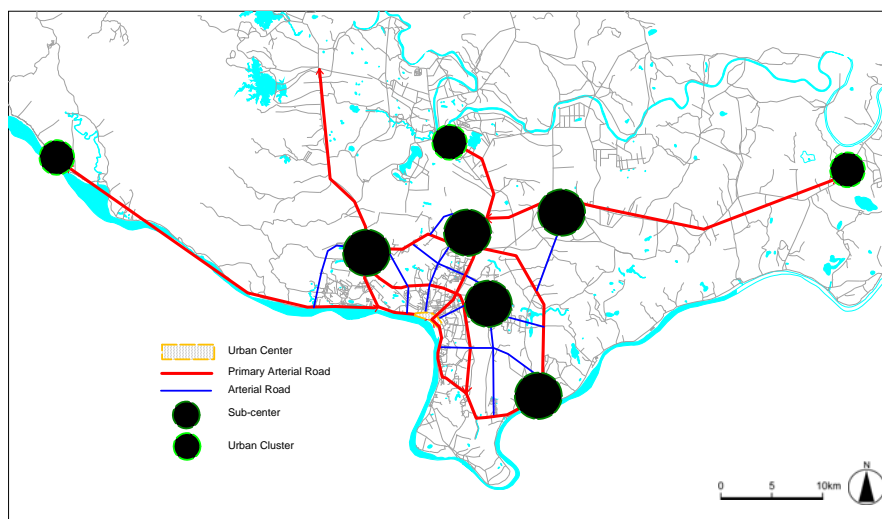 Urban Center
Primary Arterial Road
Arterial Road
Sub-center
Urban Cluster
0 5 10km
N